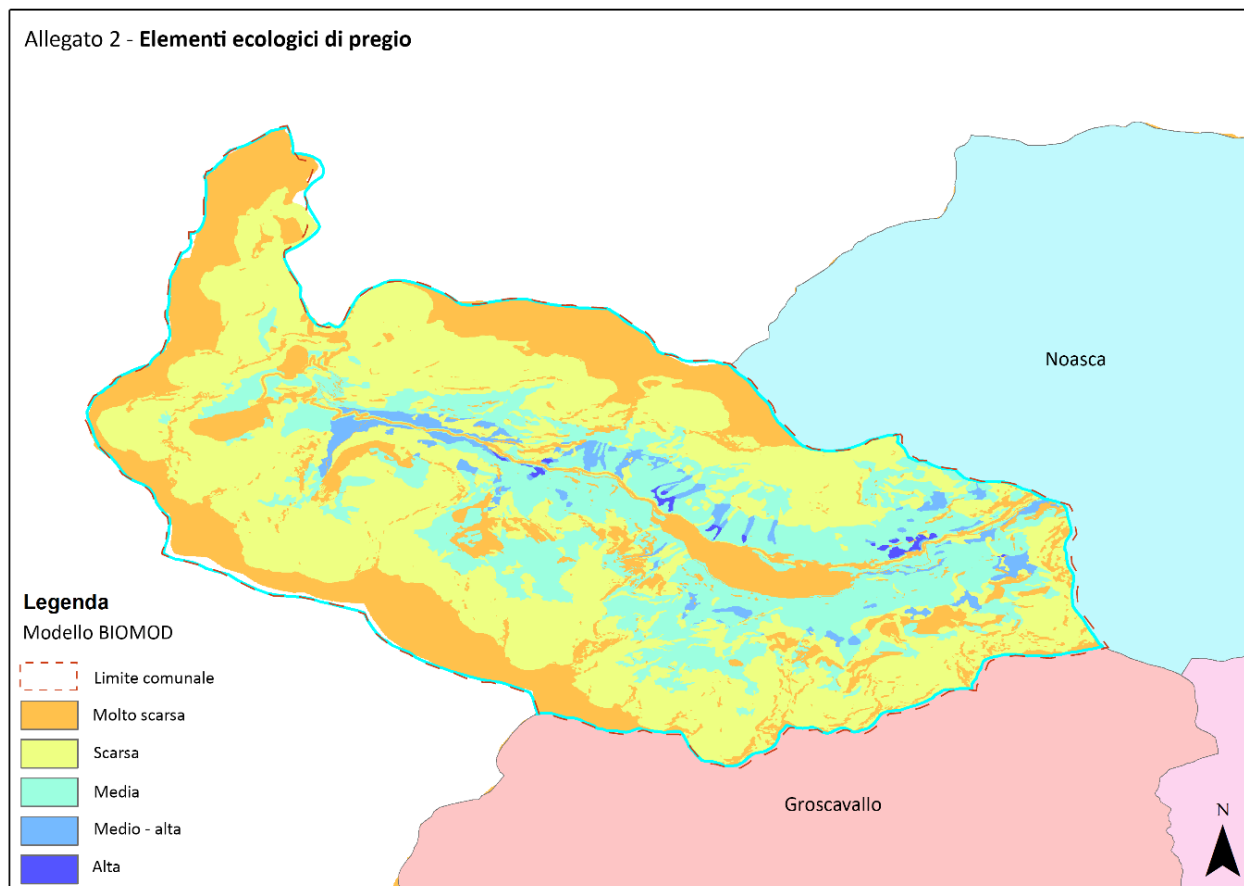 Allegato 2 - Elementi ecologici di pregio
Noasca
Groscavallo
Legenda
Modello BIOMOD
Limite comunale
Molto scarsa
Scarsa
Media
Medio - alta
Alta
N